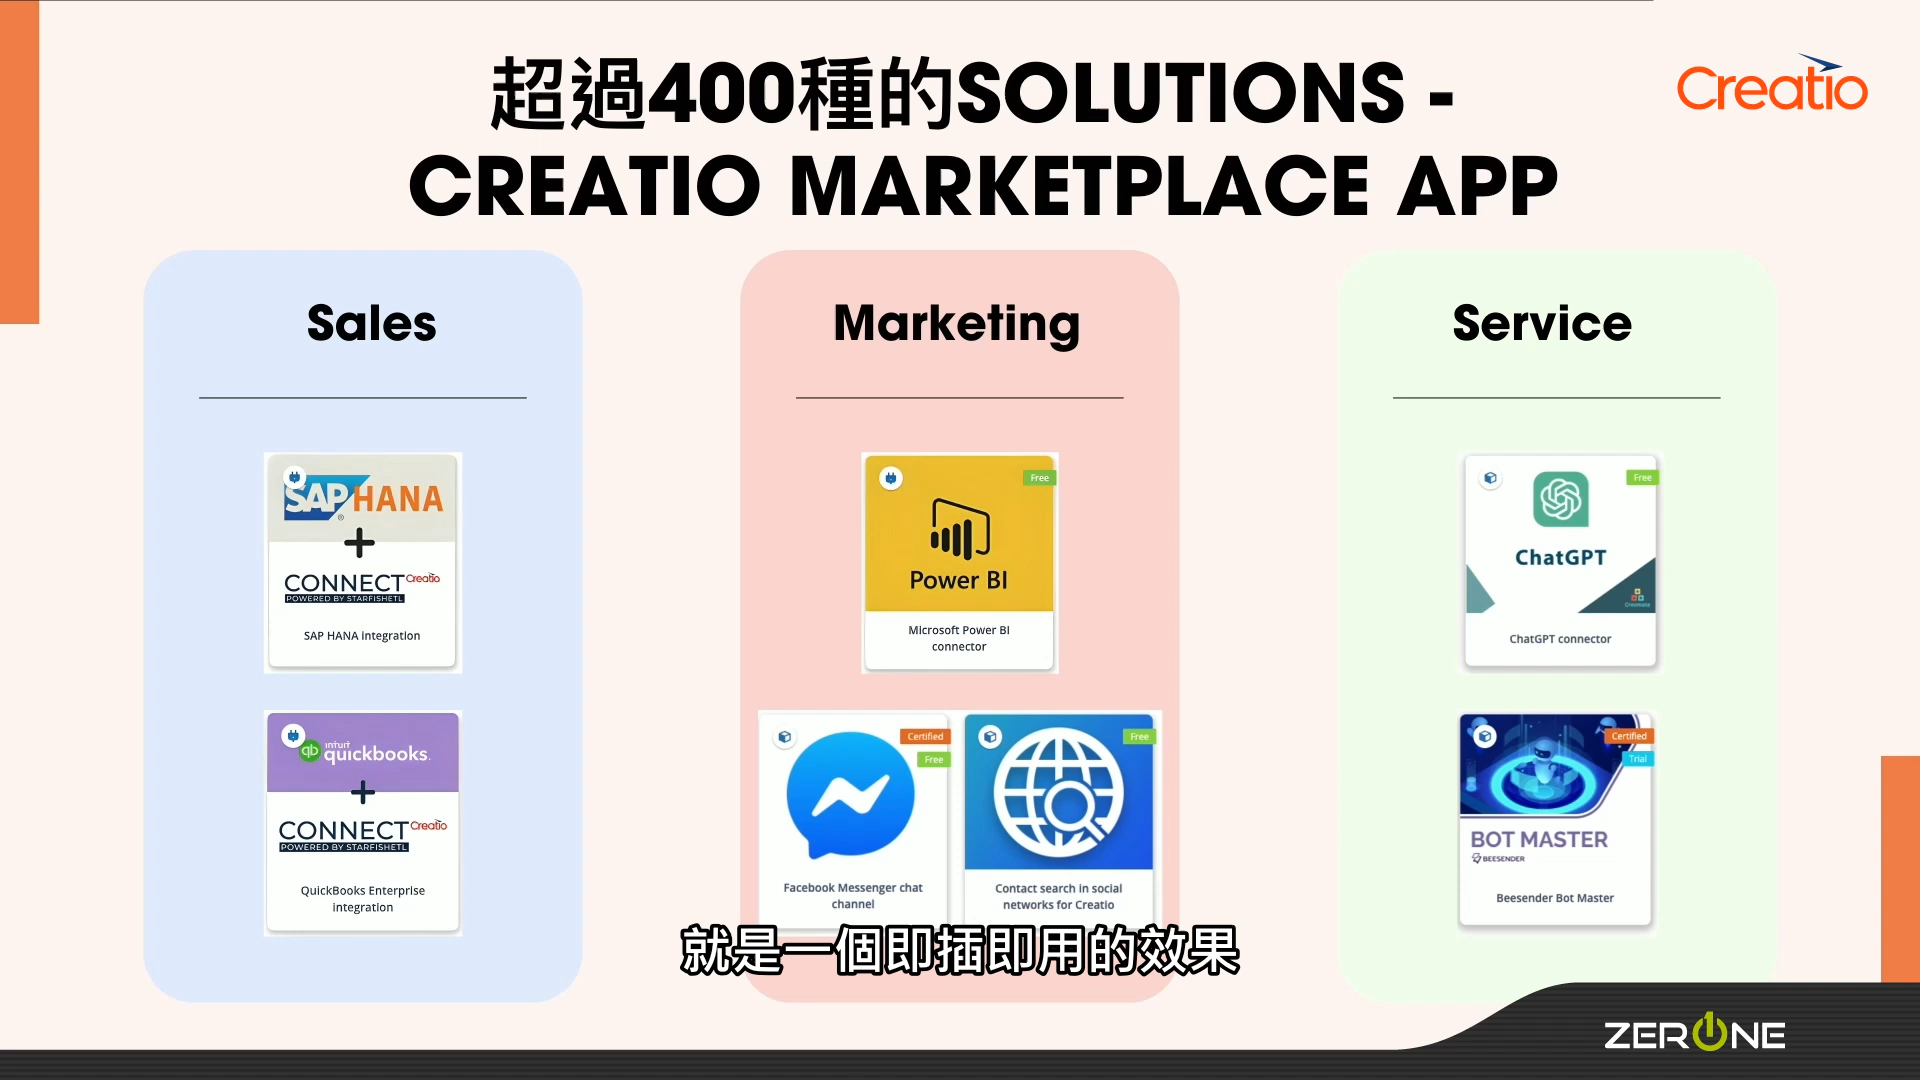 超過400種的SOLUTIONS -
CREATIO MARKETPLACE APP
Creatio
Sales
SAP HANA
®
+
CONNECT Creatio
POWERED BY STARFISHETL
SAP HANA integration
intuit
qb quickbooks.
+
CONNECT Creatio
POWERED BY STARFISHETL
QuickBooks Enterprise
integration
Marketing
Free
Power BI
Microsoft Power BI
connector
Certified
Free
Facebook Messenger chat
channel
Free
Contact search in social
networks for Creatio
Service
Free
ChatGPT
ChatGPT connector
Certified
Trial
BOT MASTER
BEESENDER
Beesender Bot Master
就是一個即插即用的效果
ZERONE